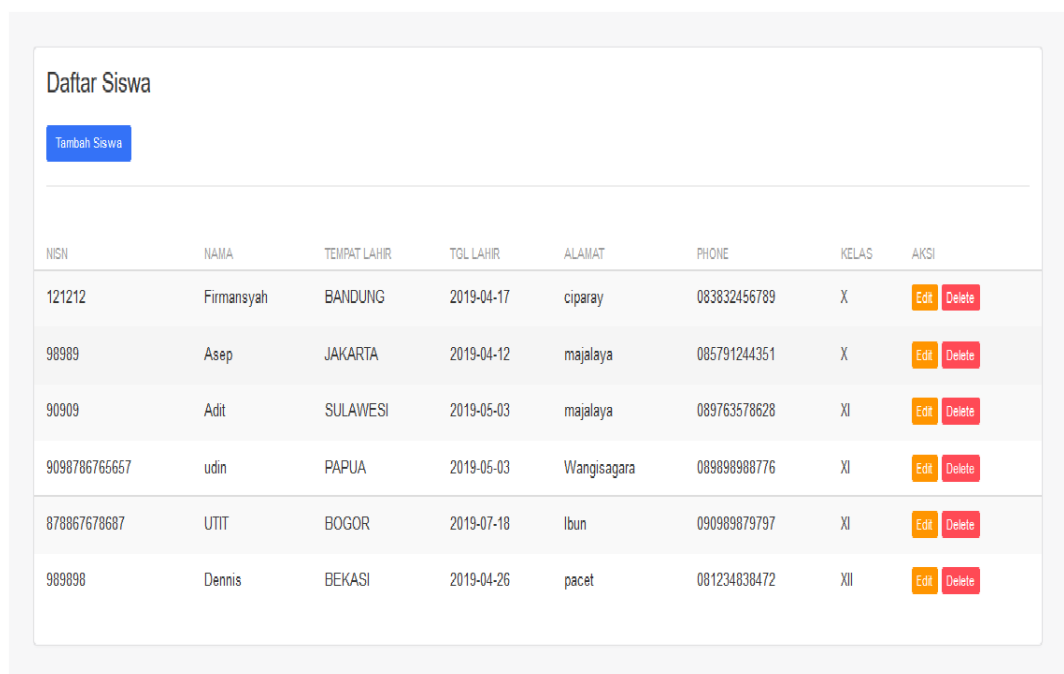 Daftar Siswa
Tambah Siswa
NISN NAMA TEMPAT LAHIR TGL LAHIR ALAMAT PHONE KELAS AKSI
121212 Firmansyah BANDUNG 2019-04-17 ciparay 083832456789 X Edit Delete
98989 Asep JAKARTA 2019-04-12 majalaya 085791244351 X Edit Delete
90909 Adit SULAWESI 2019-05-03 majalaya 089763578628 XI Edit Delete
9098786765657 udin PAPUA 2019-05-03 Wangisagara 089898988776 XI Edit Delete
878867678687 UTIT BOGOR 2019-07-18 Ibun 090989879797 XI Edit Delete
989898 Dennis BEKASI 2019-04-26 pacet 081234838472 XII Edit Delete